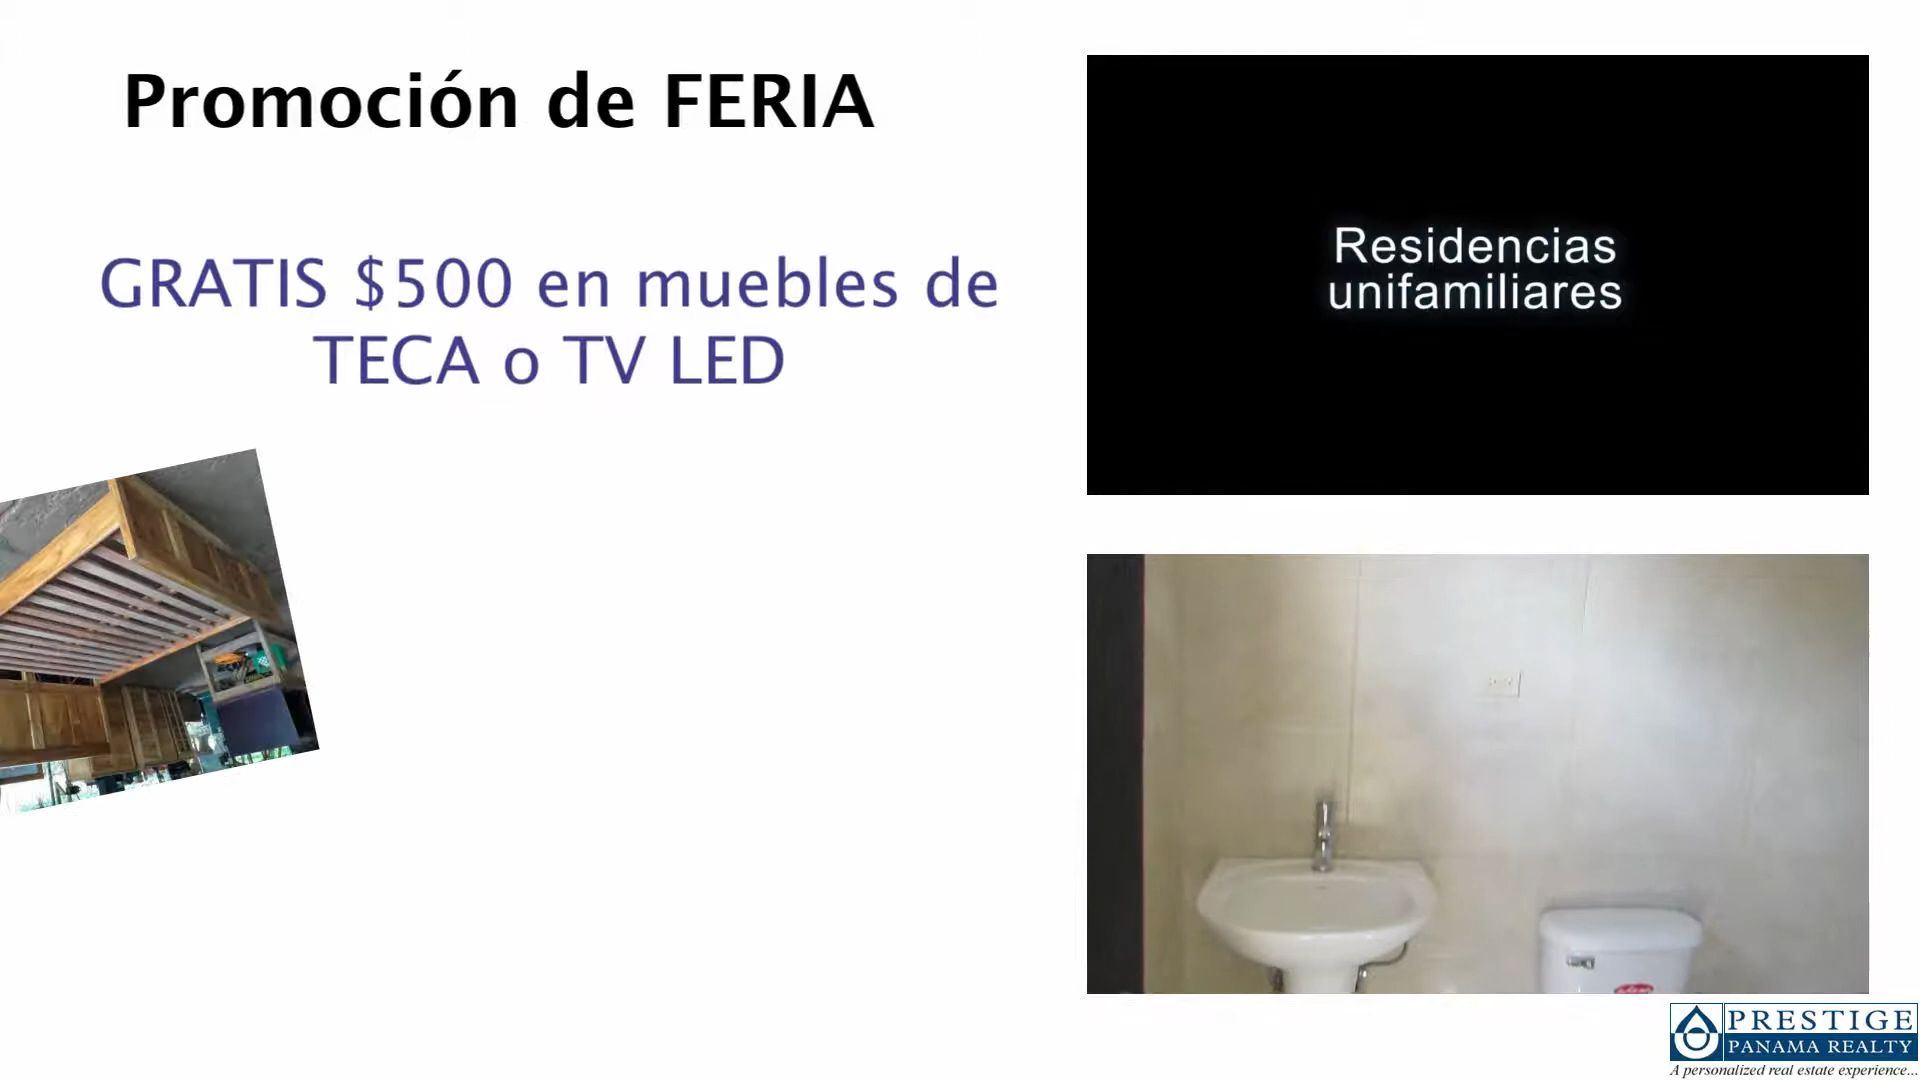 Promoción de FERIA
GRATIS $500 en muebles de
TECA o TV LED
Residencias
unifamiliares
PRESTIGE
PANAMA REALTY
A personalized real estate experience...